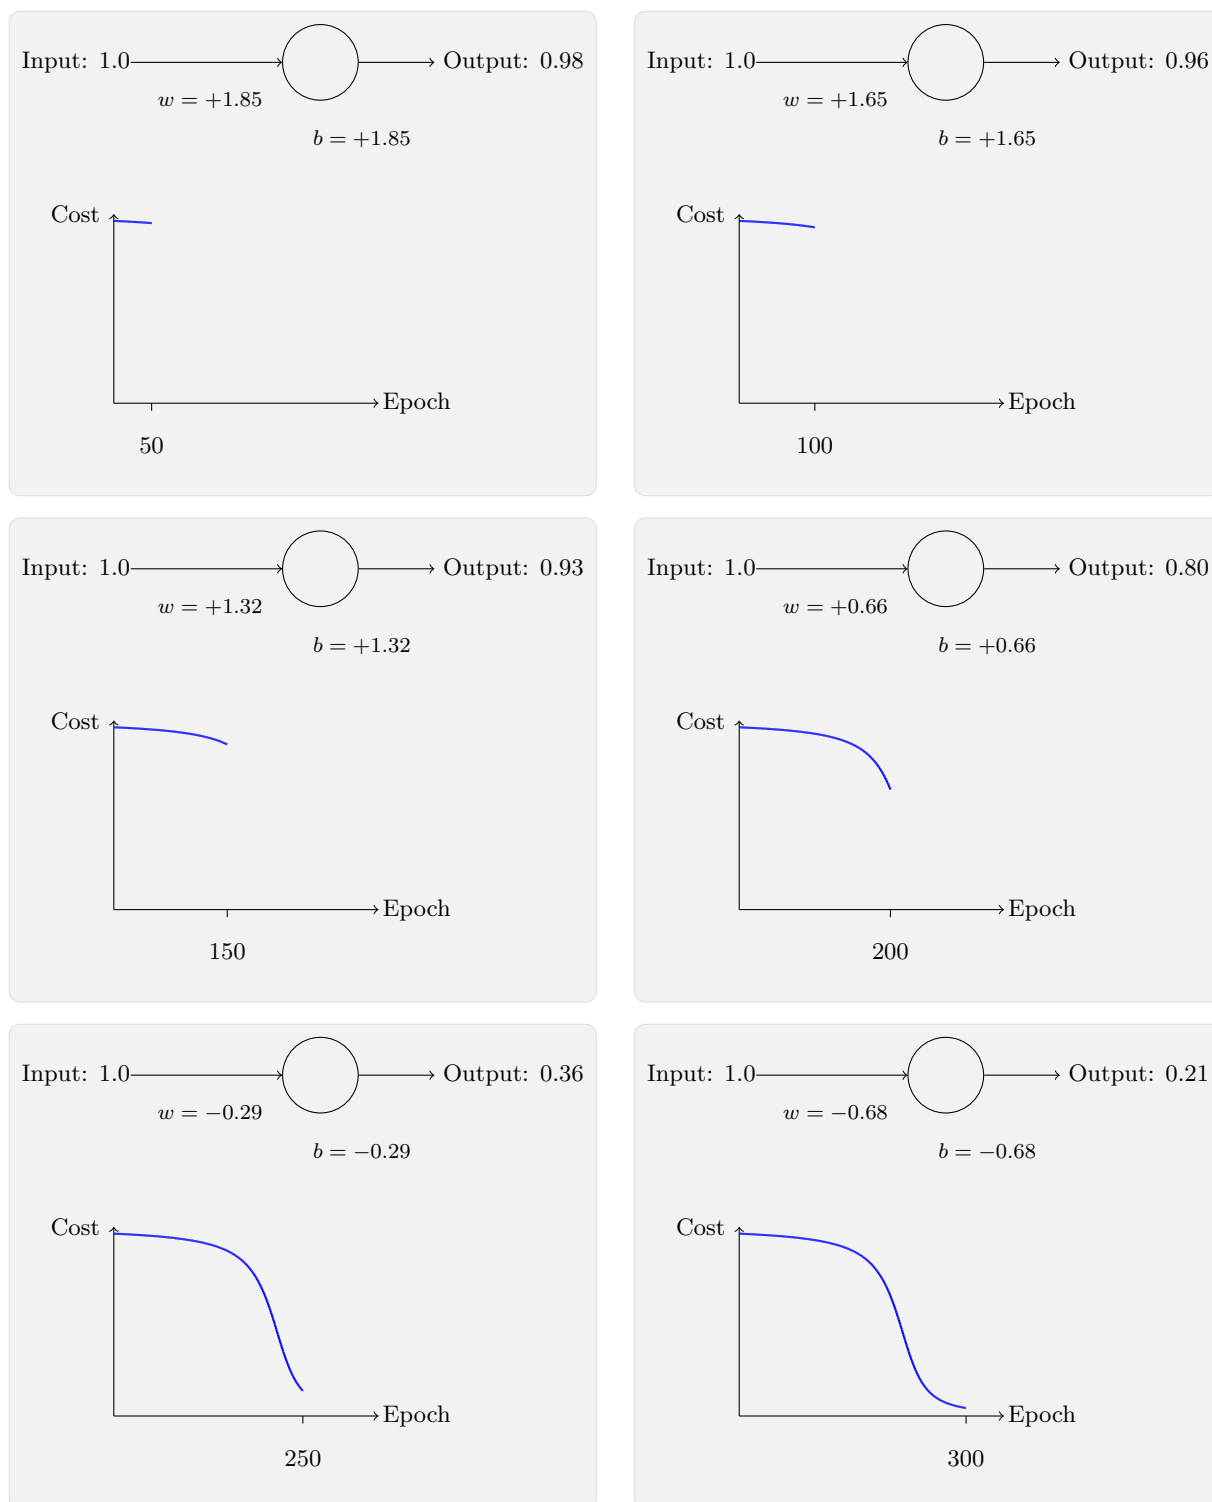 Input: 1.0 Output: 0.98
w = +1.85
b = +1.85
Cost
Epoch
50
Input: 1.0 Output: 0.96
w = +1.65
b = +1.65
Cost
Epoch
100
Input: 1.0 Output: 0.93
w = +1.32
b = +1.32
Cost
Epoch
150
Input: 1.0 Output: 0.80
w = +0.66
b = +0.66
Cost
Epoch
200
Input: 1.0 Output: 0.36
w = −0.29
b = −0.29
Cost
Epoch
250
Input: 1.0 Output: 0.21
w = −0.68
b = −0.68
Cost
Epoch
300